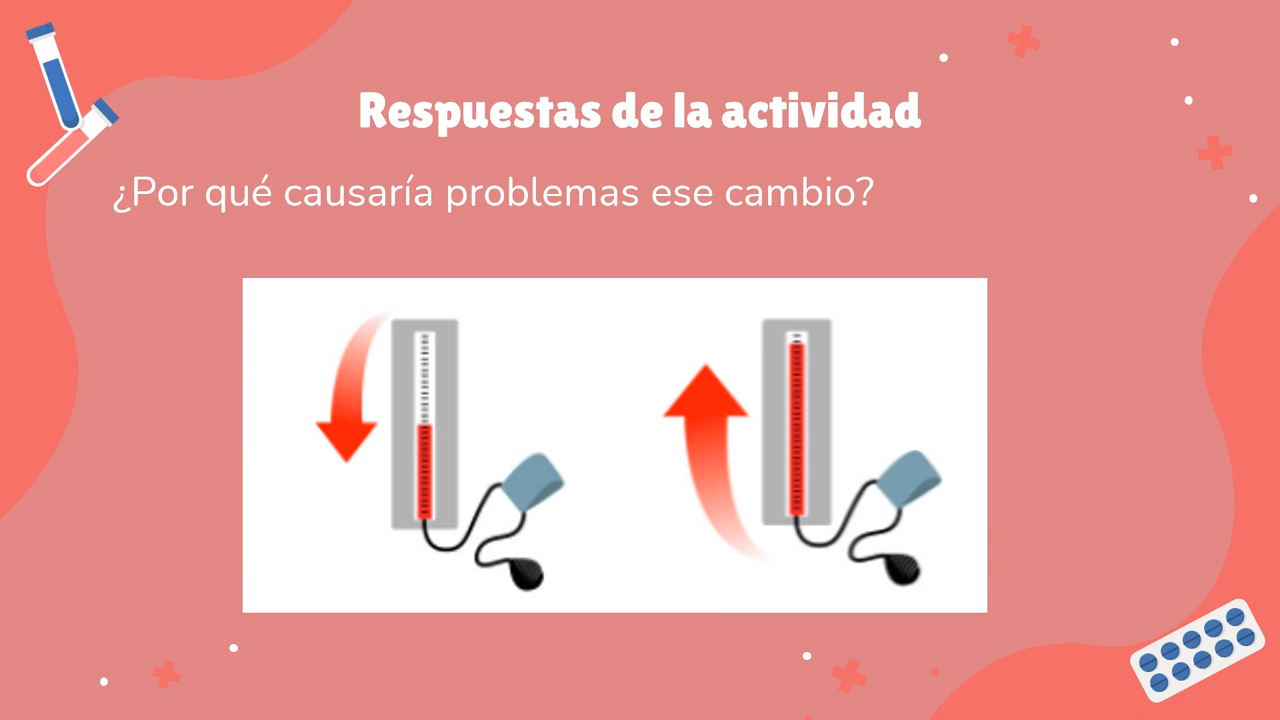 Respuestas de la actividad
¿Por qué causaría problemas ese cambio?